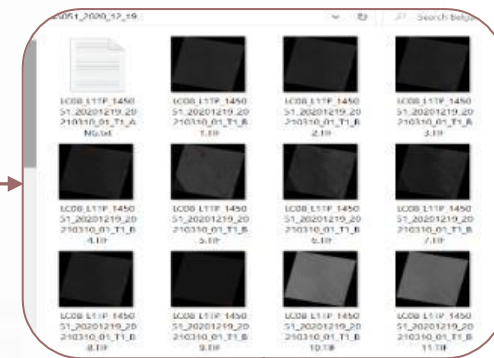 5051_2020_12_19
Search Belga
LC08_L1TP_1450
51_20201219_20
210310_01_T1_A
NG.txt
LC08_L1TP_1450
51_20201219_20
210310_01_T1_B
1.TIF
LC08_L1TP_1450
51_20201219_20
210310_01_T1_B
2.TIF
LC08_L1TP_1450
51_20201219_20
210310_01_T1_B
3.TIF
LC08_L1TP_1450
51_20201219_20
210310_01_T1_B
4.TIF
LC08_L1TP_1450
51_20201219_20
210310_01_T1_B
5.TIF
LC08_L1TP_1450
51_20201219_20
210310_01_T1_B
6.TIF
LC08_L1TP_1450
51_20201219_20
210310_01_T1_B
7.TIF
LC08_L1TP_1450
51_20201219_20
210310_01_T1_B
8.TIF
LC08_L1TP_1450
51_20201219_20
210310_01_T1_B
9.TIF
LC08_L1TP_1450
51_20201219_20
210310_01_T1_B
10.TIF
LC08_L1TP_1450
51_20201219_20
210310_01_T1_B
11.TIF